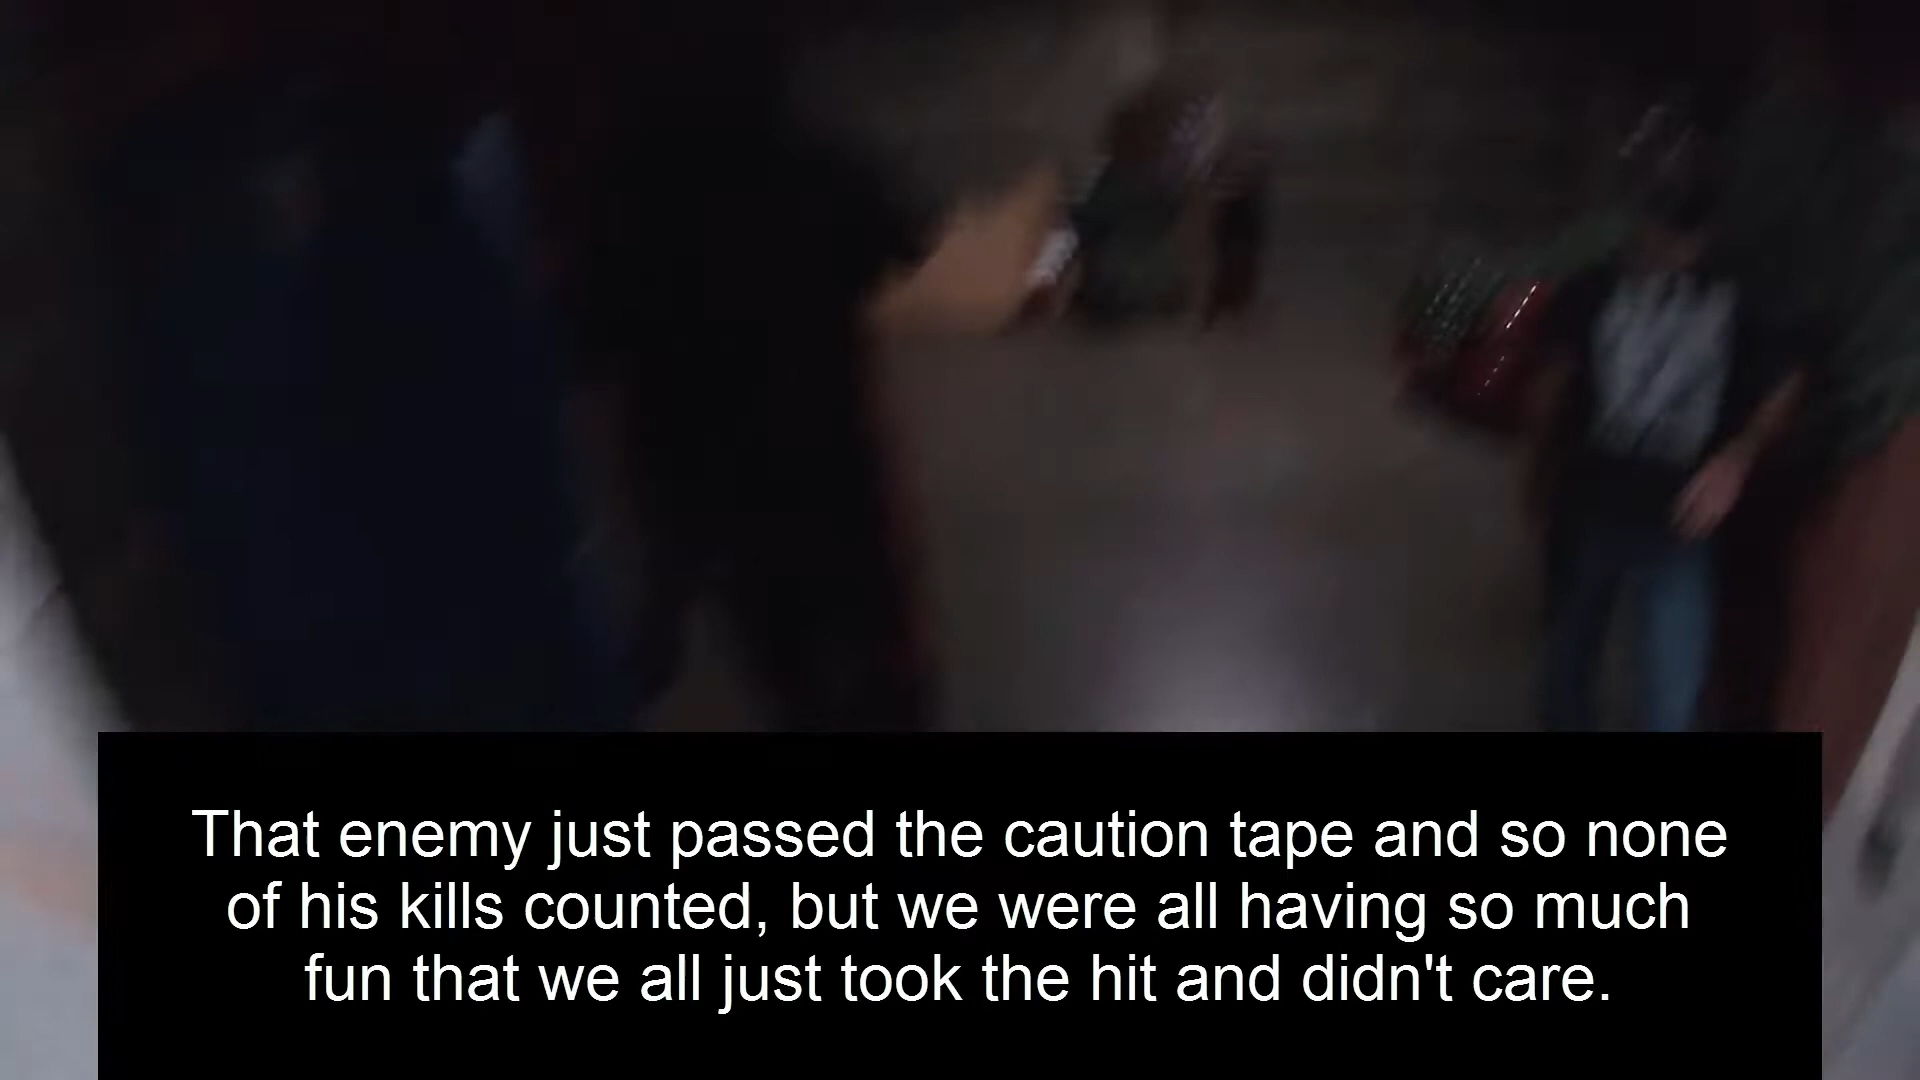 That enemy just passed the caution tape and so none
of his kills counted, but we were all having so much
fun that we all just took the hit and didn't care.